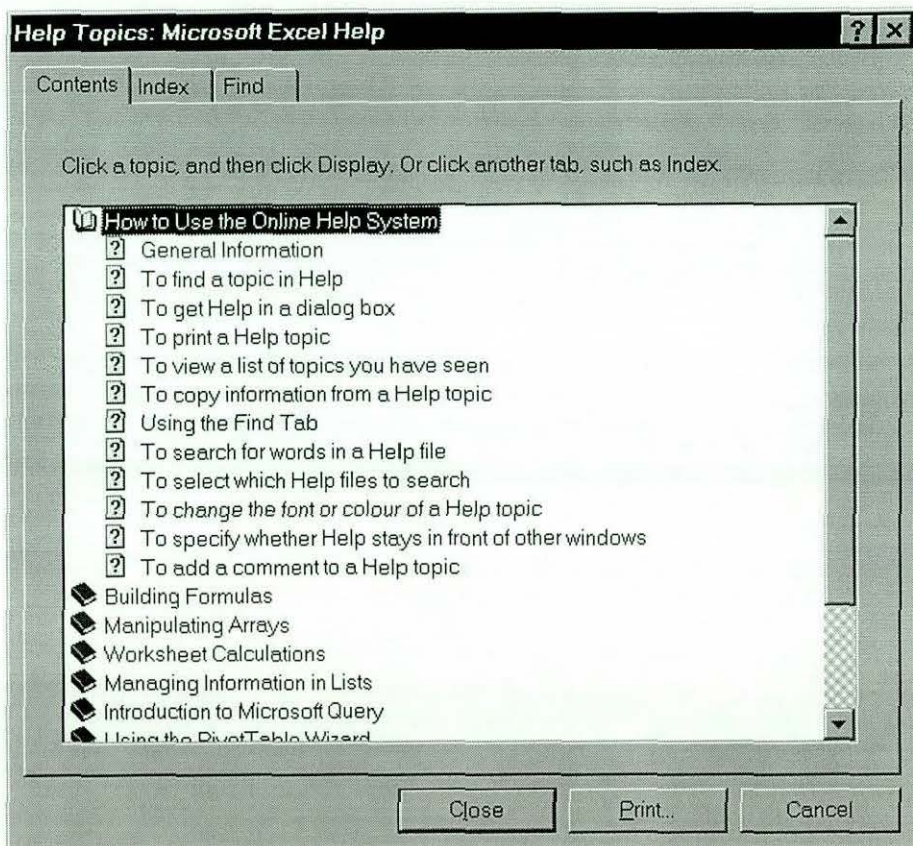 Help Topics: Microsoft Excel Help
Contents Index Find
Click a topic, and then click Display. Or click another tab, such as Index.
How to Use the Online Help System
General Information
To find a topic in Help
To get Help in a dialog box
To print a Help topic
To view a list of topics you have seen
To copy information from a Help topic
Using the Find Tab
To search for words in a Help file
To select which Help files to search
To change the font or colour of a Help topic
To specify whether Help stays in front of other windows
To add a comment to a Help topic
Building Formulas
Manipulating Arrays
Worksheet Calculations
Managing Information in Lists
Introduction to Microsoft Query
Using the PivotTable Wizard
Close Print... Cancel